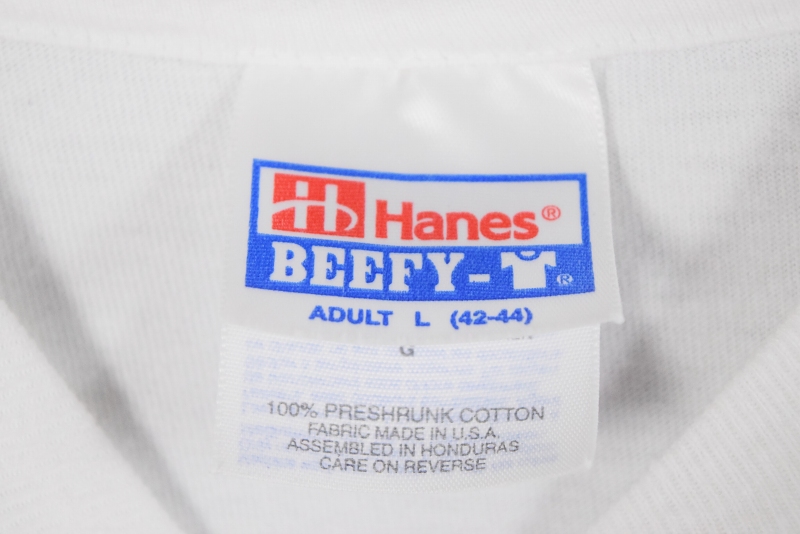 Hanes®
BEEFY-T®
ADULT L (42-44)
G
100% PRESHRUNK COTTON
FABRIC MADE IN U.S.A.
ASSEMBLED IN HONDURAS
CARE ON REVERSE